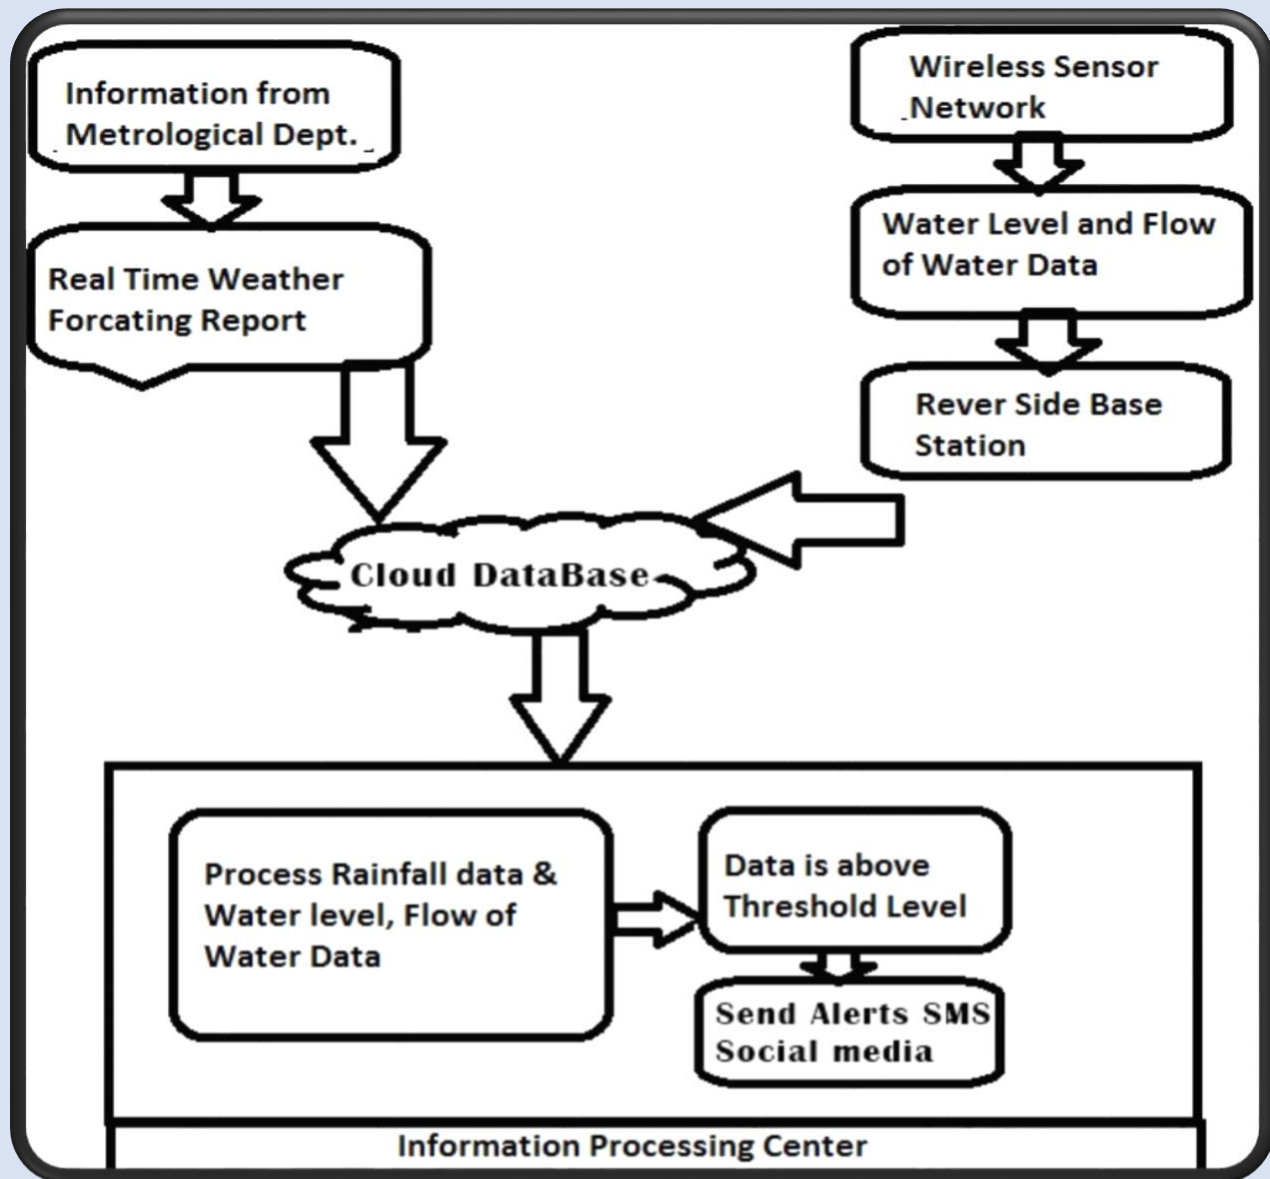 Information from
Metrological Dept.
Real Time Weather
Forcating Report
Wireless Sensor
Network
Water Level and Flow
of Water Data
Rever Side Base
Station
Cloud DataBase
Process Rainfall data &
Water level, Flow of
Water Data
Data is above
Threshold Level
Send Alerts SMS
Social media
Information Processing Center